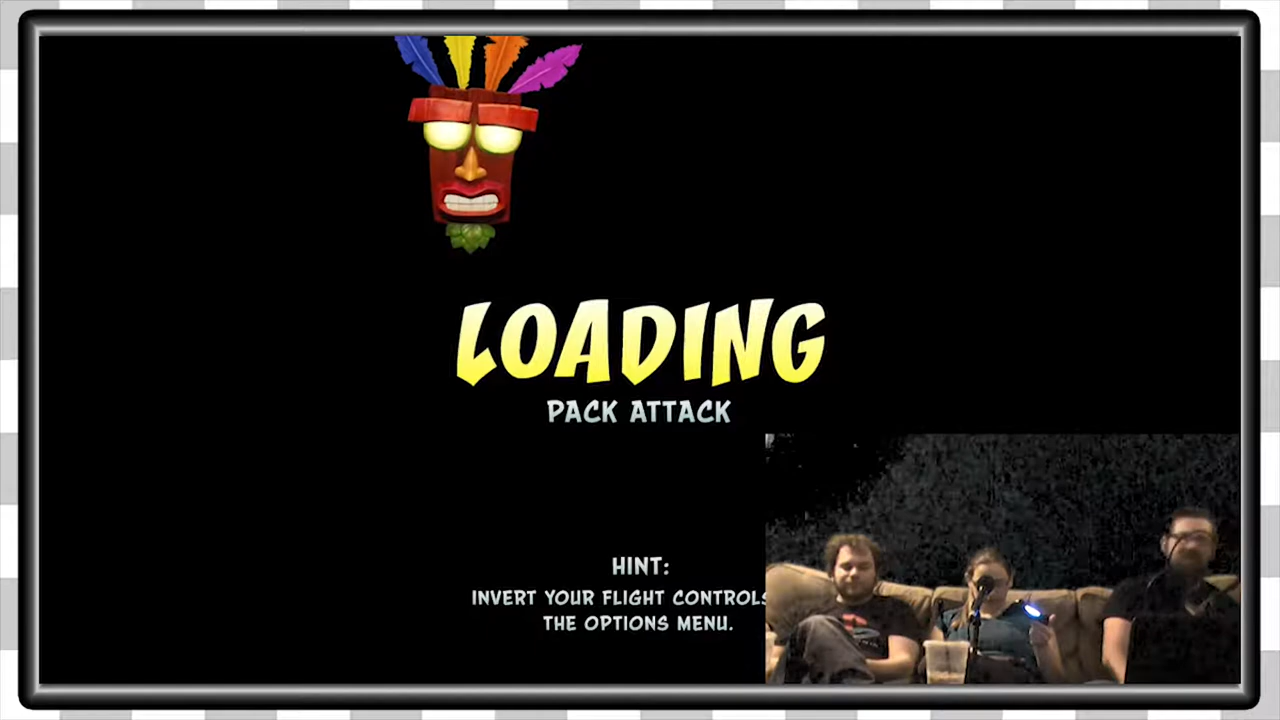 LOADING
PACK ATTACK
HINT:
INVERT YOUR FLIGHT CONTROLS
THE OPTIONS MENU.